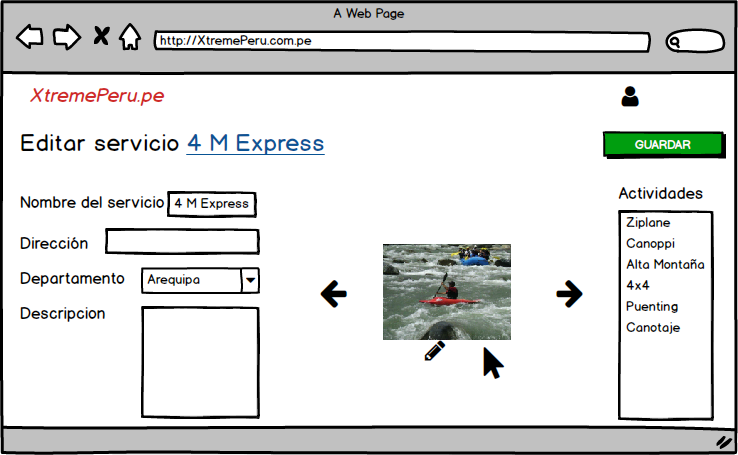 A Web Page
http://XtremePeru.com.pe
XtremePeru.pe
Editar servicio 4 M Express
GUARDAR
Nombre del servicio 4 M Express
Dirección
Departamento Arequipa
Descripcion
Actividades
Ziplane
Canoppi
Alta Montaña
4x4
Puenting
Canotaje